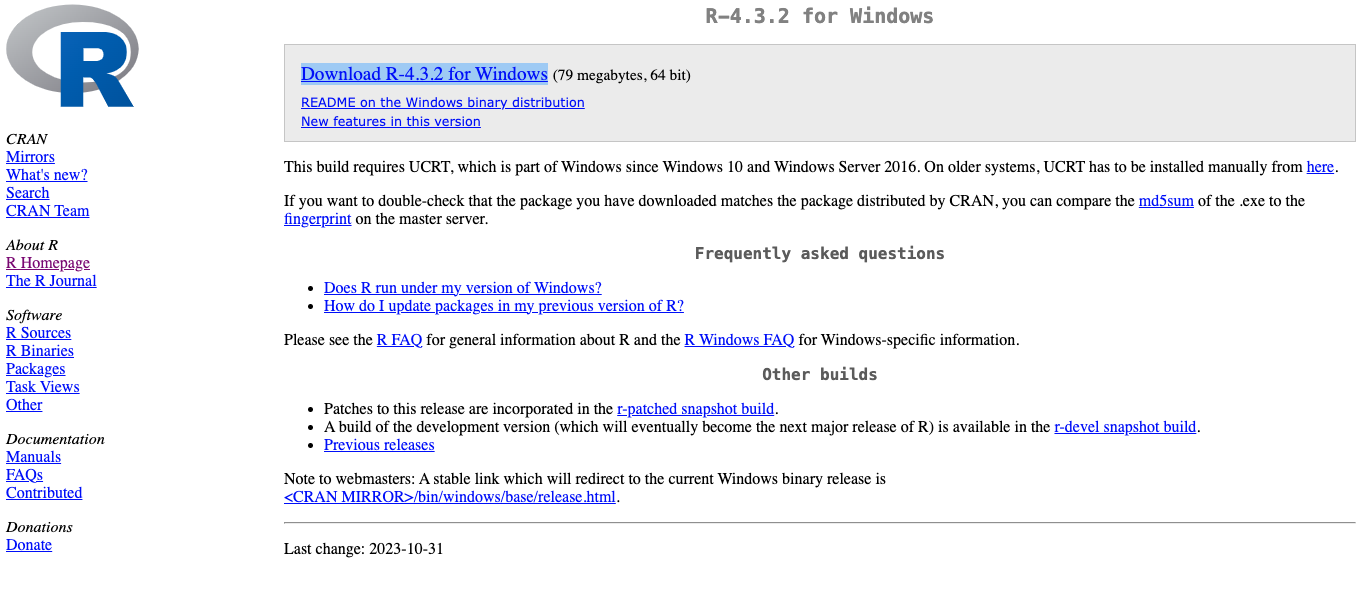 R
CRAN
Mirrors
What's new?
Search
CRAN Team
About R
R Homepage
The R Journal
Software
R Sources
R Binaries
Packages
Task Views
Other
Documentation
Manuals
FAQs
Contributed
Donations
Donate
R-4.3.2 for Windows
Download R-4.3.2 for Windows (79 megabytes, 64 bit)
README on the Windows binary distribution
New features in this version
This build requires UCRT, which is part of Windows since Windows 10 and Windows Server 2016. On older systems, UCRT has to be installed manually from here.
If you want to double-check that the package you have downloaded matches the package distributed by CRAN, you can compare the md5sum of the .exe to the
fingerprint on the master server.
Frequently asked questions
• Does R run under my version of Windows?
• How do I update packages in my previous version of R?
Please see the R FAQ for general information about R and the R Windows FAQ for Windows-specific information.
Other builds
• Patches to this release are incorporated in the r-patched snapshot build.
• A build of the development version (which will eventually become the next major release of R) is available in the r-devel snapshot build.
• Previous releases
Note to webmasters: A stable link which will redirect to the current Windows binary release is
<CRAN MIRROR>/bin/windows/base/release.html.
Last change: 2023-10-31